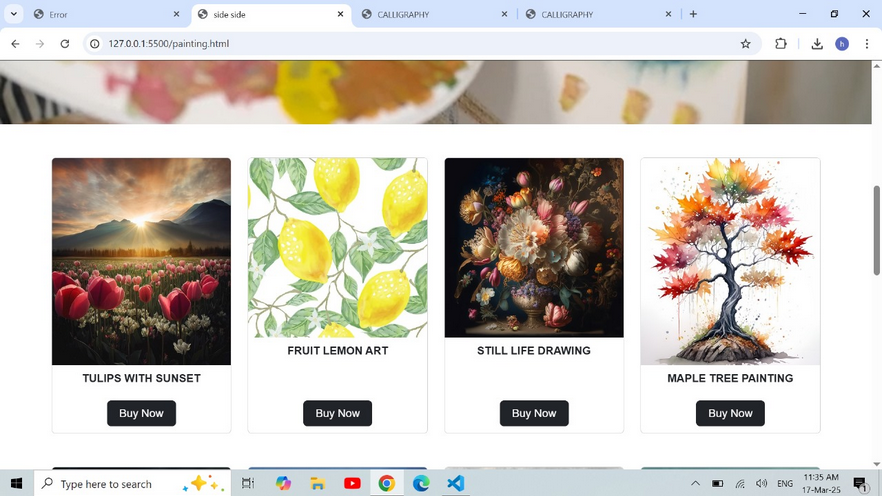 Error
side side
CALLIGRAPHY
CALLIGRAPHY
127.0.0.1:5500/painting.html
h
TULIPS WITH SUNSET
FRUIT LEMON ART
STILL LIFE DRAWING
MAPLE TREE PAINTING
Buy Now
Buy Now
Buy Now
Buy Now
Type here to search
ENG
11:35 AM
17-Mar-25
1